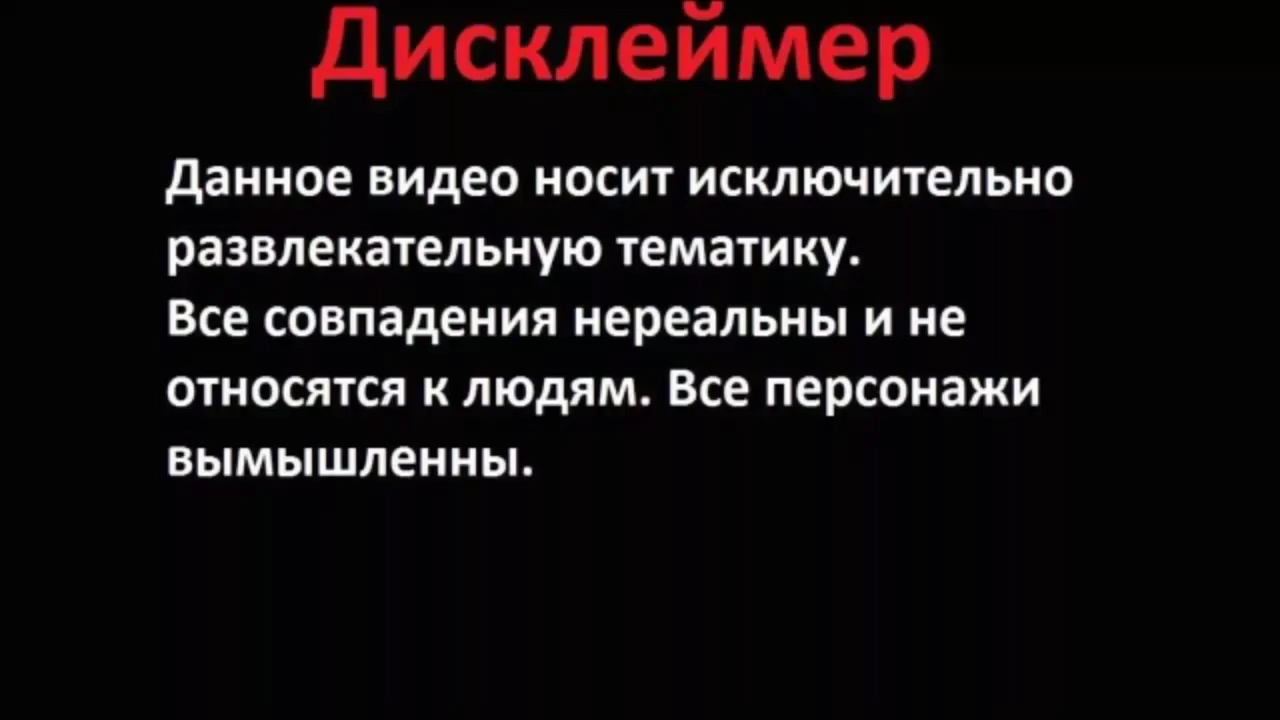 Дисклеймер
Данное видео носит исключительно
развлекательную тематику.
Все совпадения нереальны и не
относятся к людям. Все персонажи
вымышленны.